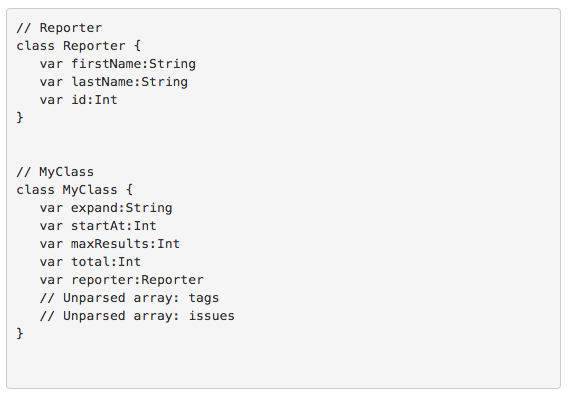 // Reporter
class Reporter {
   var firstName:String
   var lastName:String
   var id:Int
}
// MyClass
class MyClass {
   var expand:String
   var startAt:Int
   var maxResults:Int
   var total:Int
   var reporter:Reporter
   // Unparsed array: tags
   // Unparsed array: issues
}